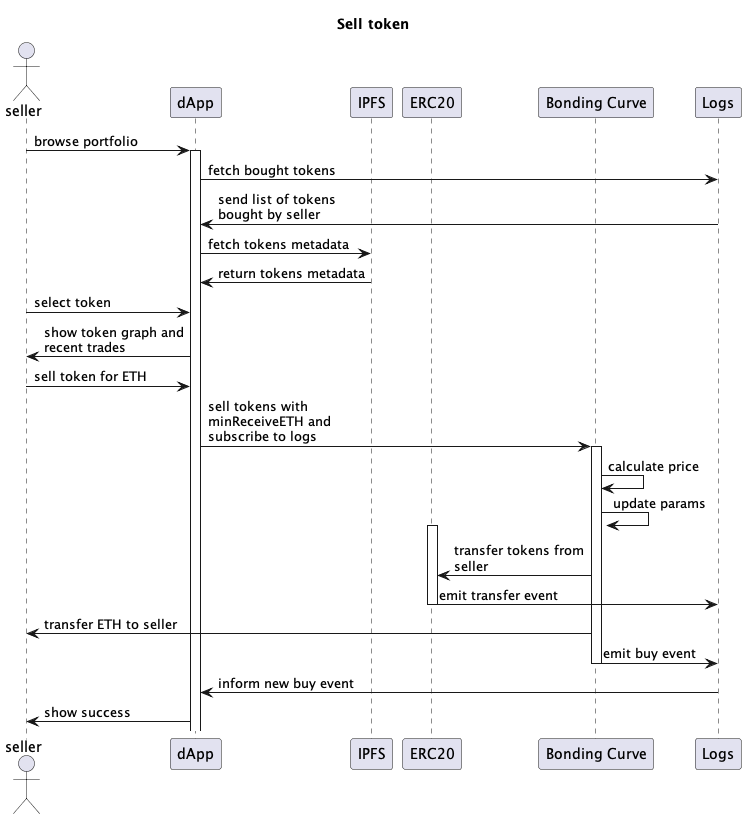 Sell token
seller
dApp
IPFS
ERC20
Bonding Curve
Logs
browse portfolio
fetch bought tokens
send list of tokens
bought by seller
fetch tokens metadata
return tokens metadata
select token
show token graph and
recent trades
sell token for ETH
sell tokens with
minReceiveETH and
subscribe to logs
calculate price
update params
transfer tokens from
seller
emit transfer event
transfer ETH to seller
emit buy event
inform new buy event
show success
seller
dApp
IPFS
ERC20
Bonding Curve
Logs